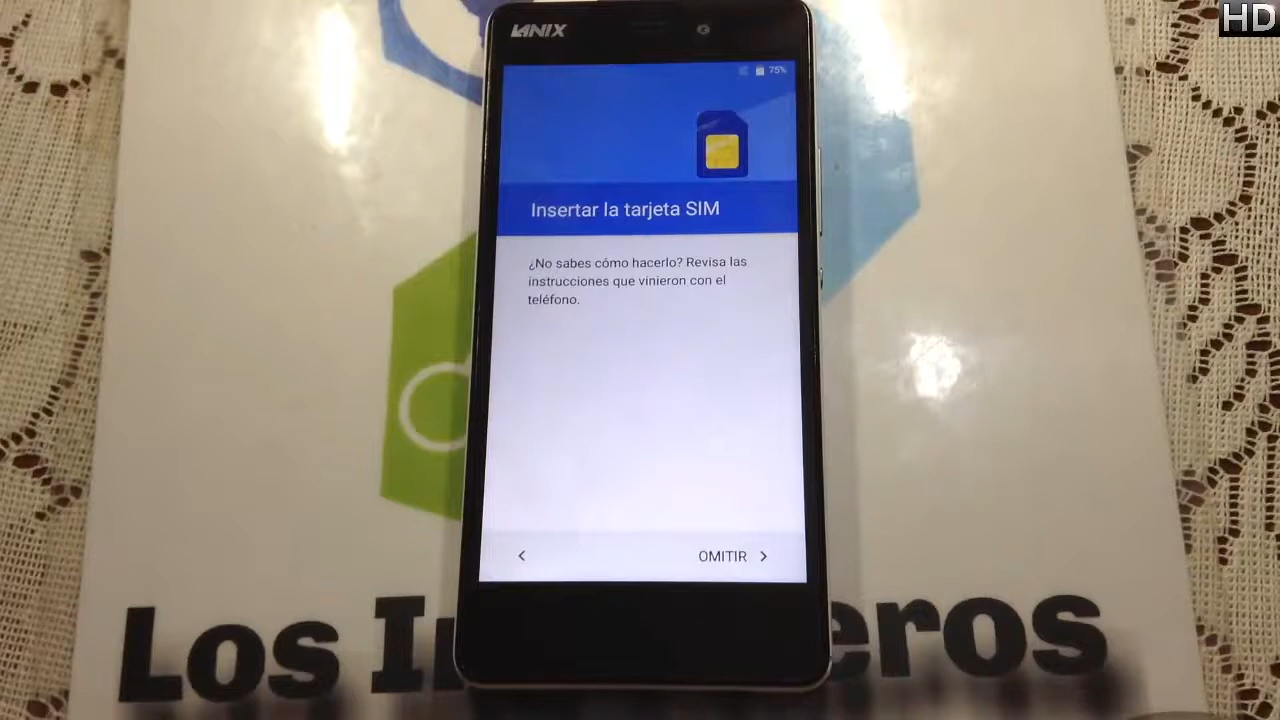 HD
LANIX
75%
Insertar la tarjeta SIM
¿No sabes cómo hacerlo? Revisa las
instrucciones que vinieron con el
teléfono.
OMITIR
Los